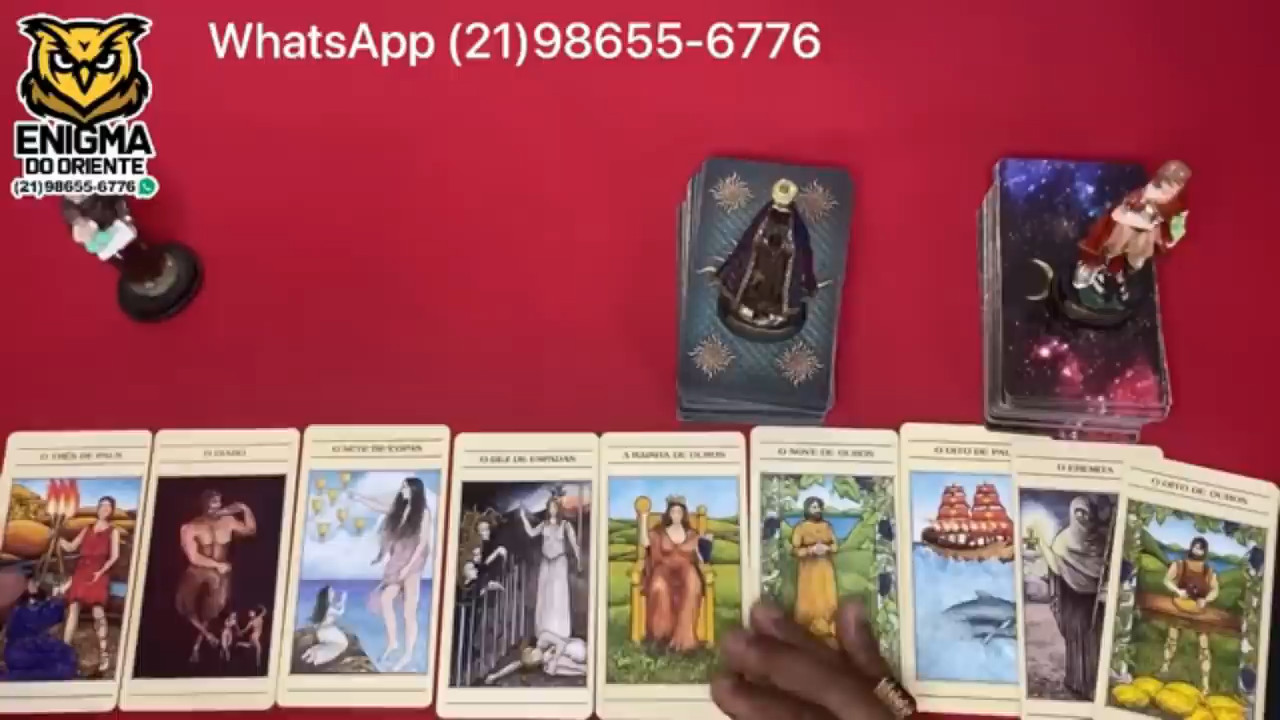 WhatsApp (21)98655-6776
ENIGMA
DO ORIENTE
(21)98655-6776
O TRÊS DE PAUS
O DIABO
O SETE DE COPAS
O DEZ DE ESPADAS
A RAINHA DE OUROS
O NOVE DE OUROS
O OITO DE PAU
O EREMITA
O OITO DE OUROS